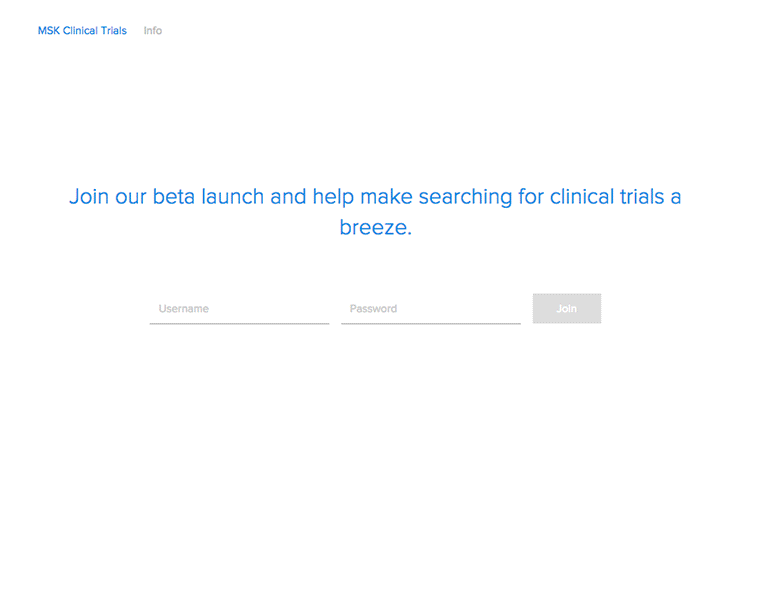 MSK Clinical Trials Info
Join our beta launch and help make searching for clinical trials a
breeze.
Username Password Join